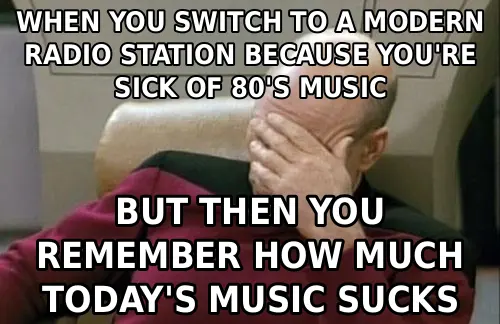 WHEN YOU SWITCH TO A MODERN
RADIO STATION BECAUSE YOU'RE
SICK OF 80'S MUSIC
BUT THEN YOU
REMEMBER HOW MUCH
TODAY'S MUSIC SUCKS